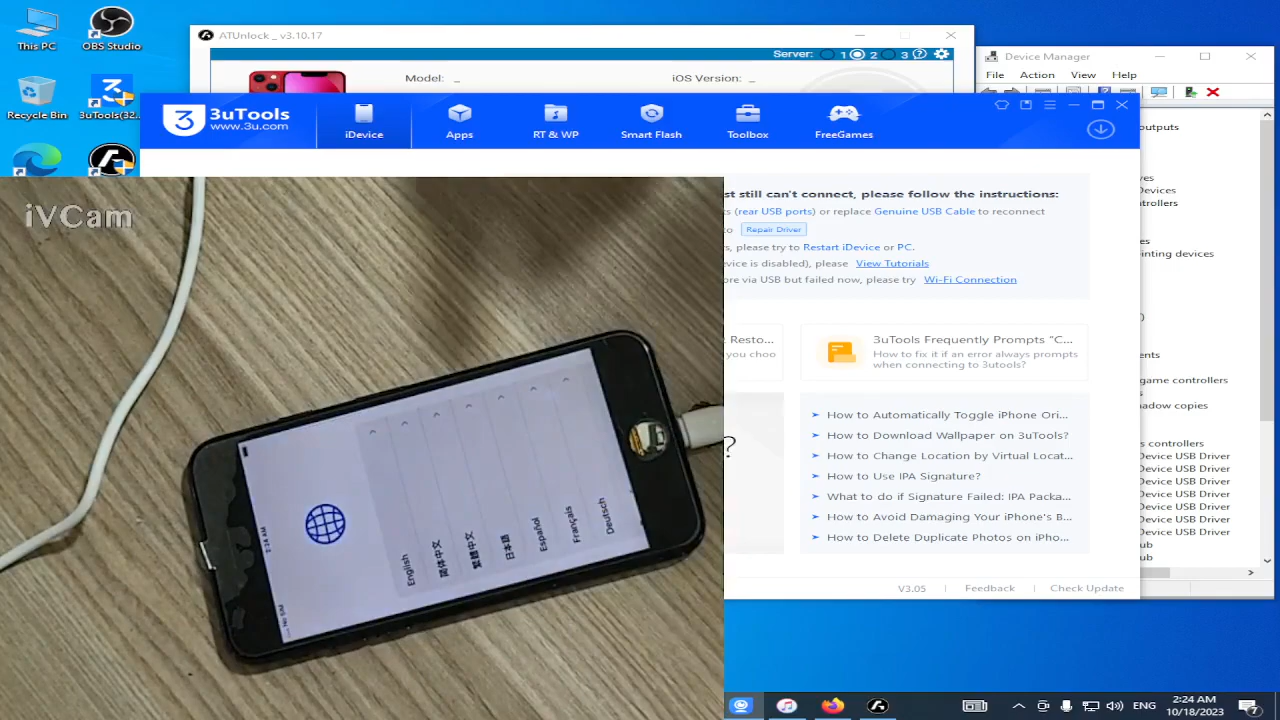 This PC
OBS Studio
Recycle Bin
3uTools(32...
ATUnlock _ v3.10.17
Server: 1 2 3
Model: _
iOS Version: _
Device Manager
File Action View Help
3uTools
www.3u.com
iDevice
Apps
RT & WP
Smart Flash
Toolbox
FreeGames
iVCam
st still can't connect, please follow the instructions:
ts (rear USB ports) or replace Genuine USB Cable to reconnect
to Repair Driver
s, please try to Restart iDevice or PC.
evice is disabled), please View Tutorials
ore via USB but failed now, please try Wi-Fi Connection
Resto...
you choo
3uTools Frequently Prompts "C...
How to fix it if an error always prompts
when connecting to 3utools?
?
How to Automatically Toggle iPhone Ori...
How to Download Wallpaper on 3uTools?
How to Change Location by Virtual Locat...
How to Use IPA Signature?
What to do if Signature Failed: IPA Packa...
How to Avoid Damaging Your iPhone's B...
How to Delete Duplicate Photos on iPho...
V3.05
Feedback
Check Update
outputs
ves
Devices
trollers
es
inting devices
)
ents
game controllers
s
adow copies
s controllers
Device USB Driver
Device USB Driver
Device USB Driver
Device USB Driver
Device USB Driver
Device USB Driver
Device USB Driver
ub
ub
2:24 AM
English
简体中文
繁體中文
日本語
Español
Français
Deutsch
ENG
2:24 AM
10/18/2023
7